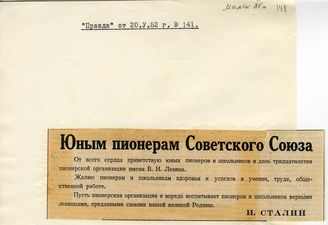 148
"Правда" от 20.У.52 г. № 141.
Юным пионерам Советского Союза
От всего сердца приветствую юных пионеров и школьников в день тридцатилетия
пионерской организации имени В. И. Ленина.
Желаю пионерам и школьникам здоровья и успехов в учении, труде, общ-
ственной работе.
Пусть пионерская организация и впредь воспитывает пионеров и школьников верными
ленинцами, преданными сынами нашей великой Родины.
И. СТАЛИН